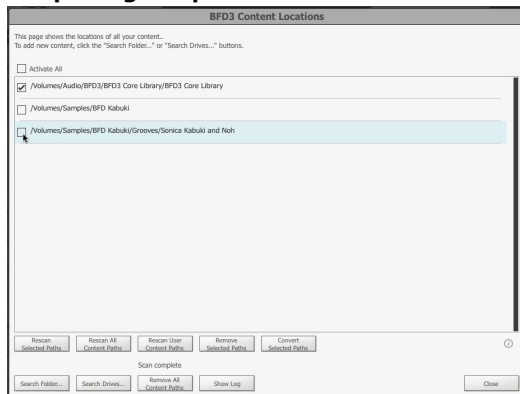 BFD3 Content Locations
This page shows the locations of all your content..
To add new content, click the "Search Folder..." or "Search Drives..." buttons.
Activate All
/Volumes/Audio/BFD3/BFD3 Core Library/BFD3 Core Library
/Volumes/Samples/BFD Kabuki
/Volumes/Samples/BFD Kabuki/Grooves/Sonica Kabuki and Noh
Rescan Selected Paths
Rescan All Content Paths
Rescan User Content Paths
Remove Selected Paths
Convert Selected Paths
Scan complete
Search Folder...
Search Drives...
Remove All Content Paths
Show Log
Close